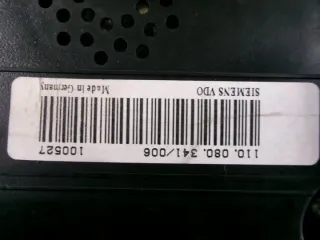 110. 080. 341/006 100527
SIEMENS VDO Made in Germany